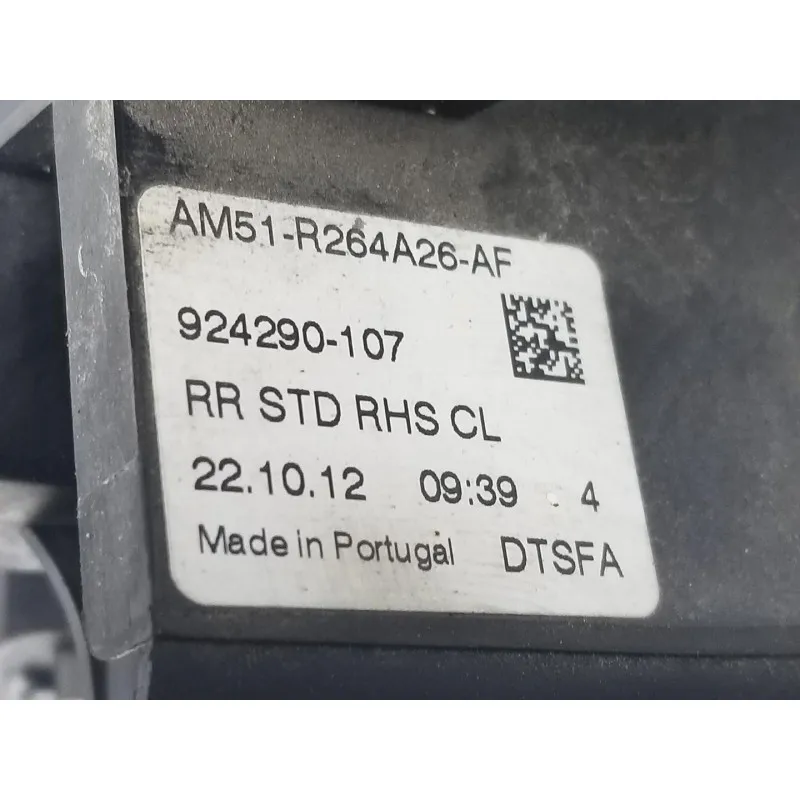 AM51-R264A26-AF
924290-107
RR STD RHS CL
22.10.12 09:39 4
Made in Portugal DTSFA